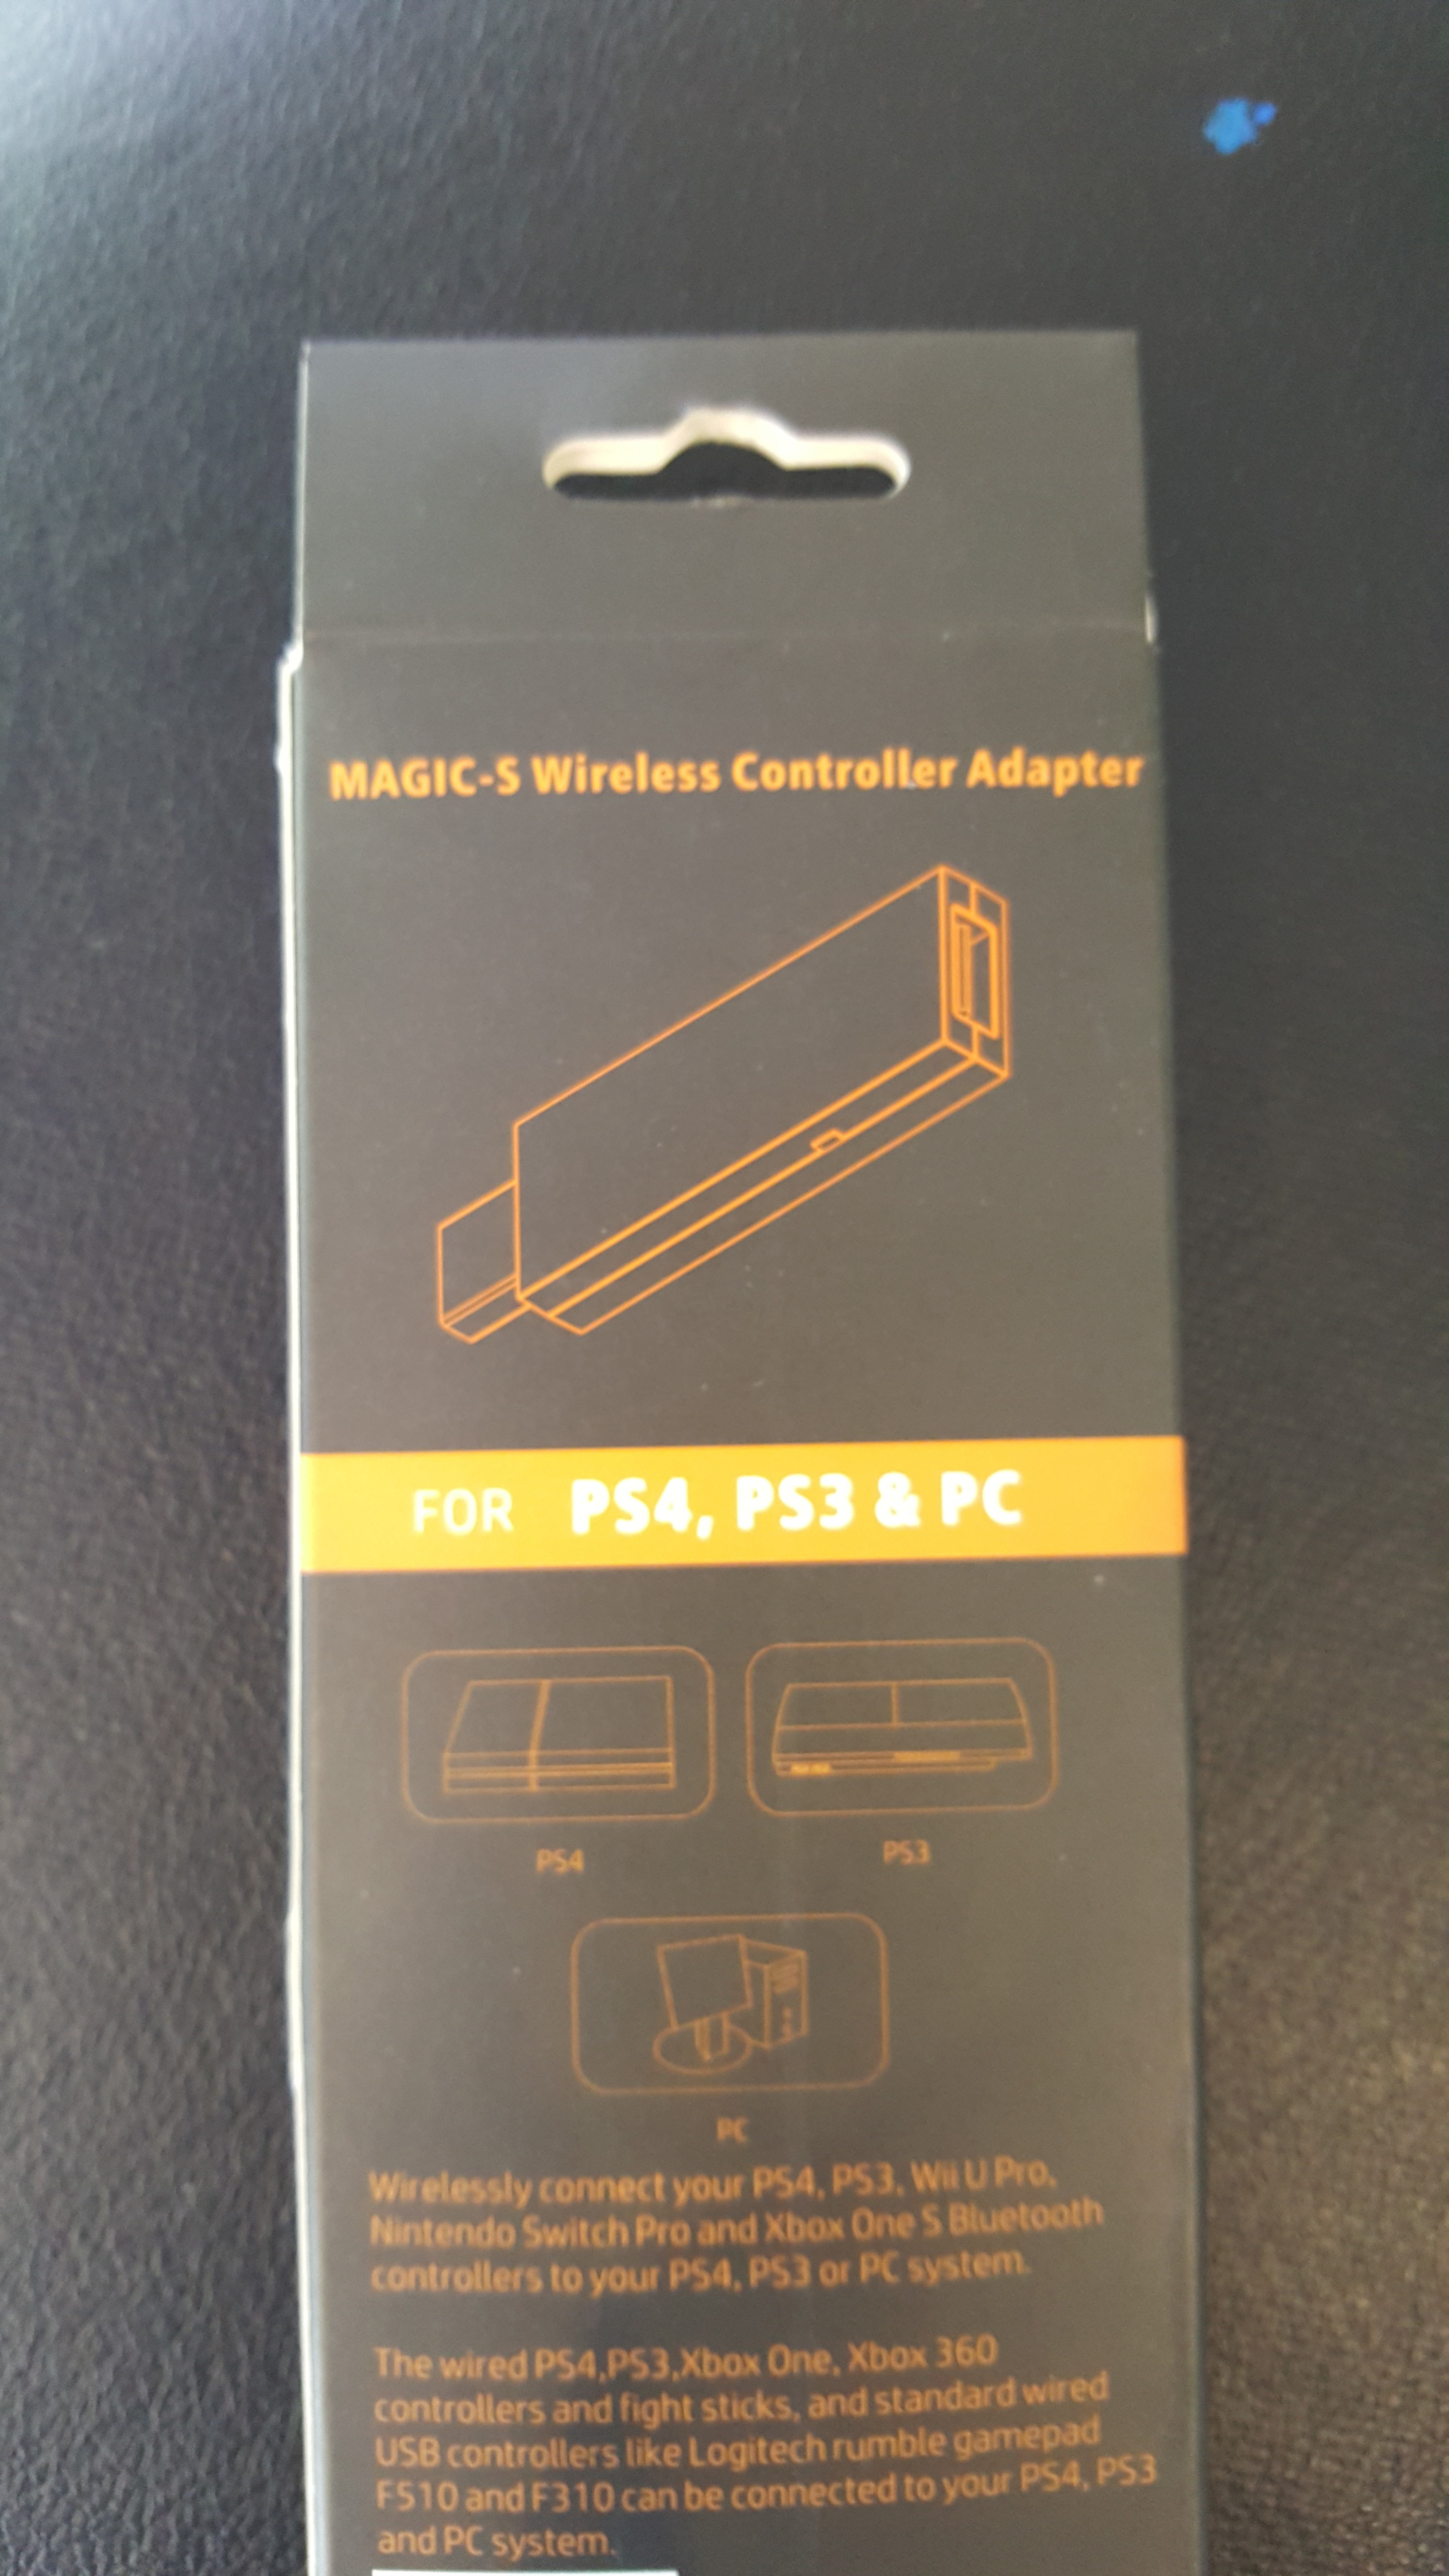 MAGIC-S Wireless Controller Adapter
FOR PS4, PS3 & PC
PS4
PS3
PC
Wirelessly connect your PS4, PS3, Wii U Pro,
Nintendo Switch Pro and Xbox One S Bluetooth
controllers to your PS4, PS3 or PC system.
The wired PS4,PS3,Xbox One, Xbox 360
controllers and fight sticks, and standard wired
USB controllers like Logitech rumble gamepad
F510 and F310 can be connected to your PS4, PS3
and PC system.